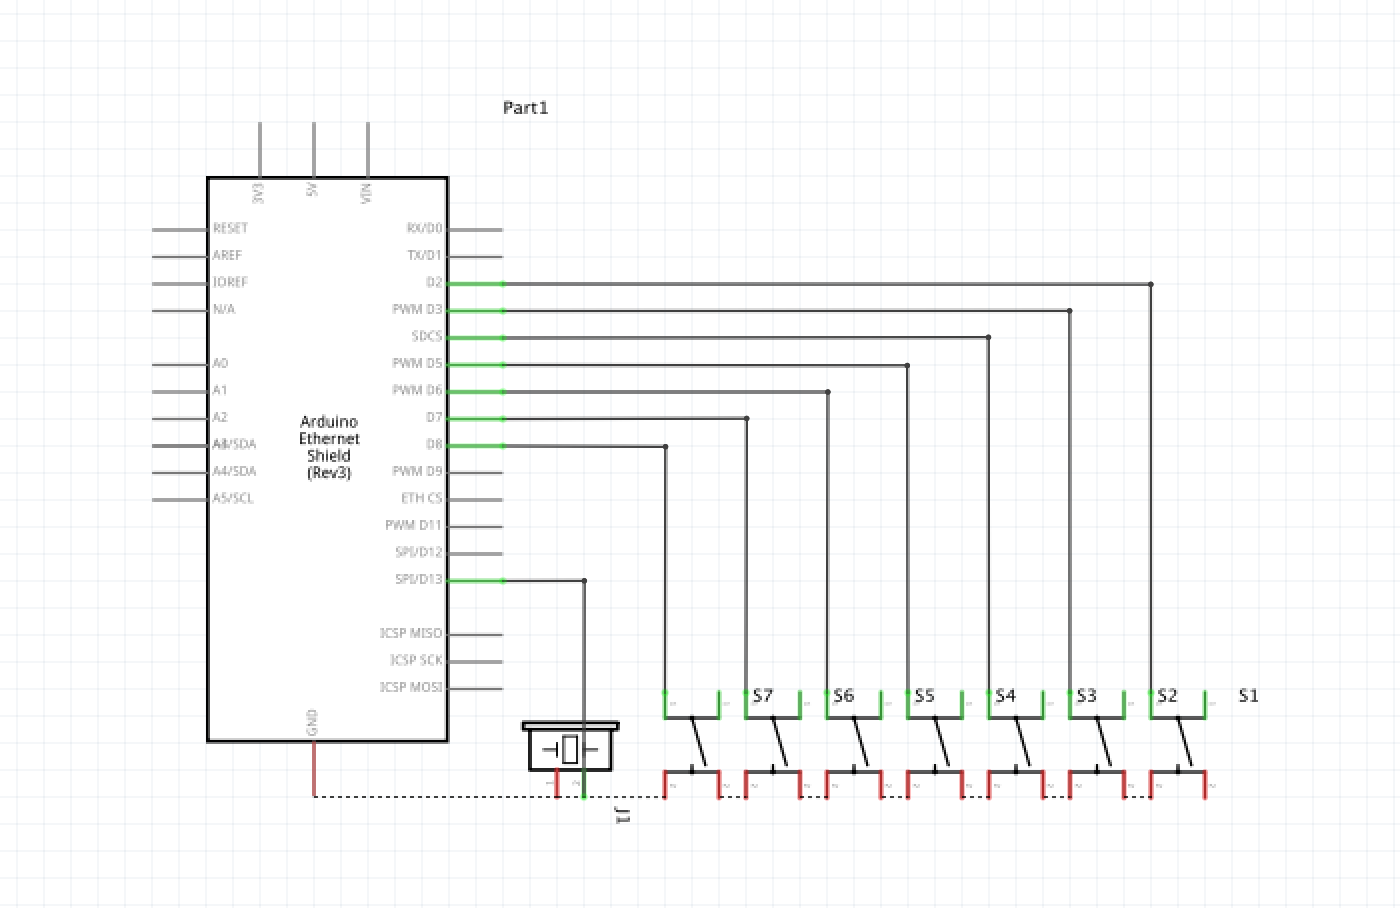 Part1
3V3
5V
VIN
RESET
RX/D0
AREF
TX/D1
IOREF
D2
N/A
PWM D3
SDCS
A0
PWM D5
A1
PWM D6
A2
D7
/SDA
D8
A4/SDA
PWM D9
A5/SCL
ETH CS
Arduino
Ethernet
Shield
(Rev3)
PWM D11
SPI/D12
SPI/D13
ICSP MISO
ICSP SCK
ICSP MOSI
GND
S7
S6
S5
S4
S3
S2
S1
J1